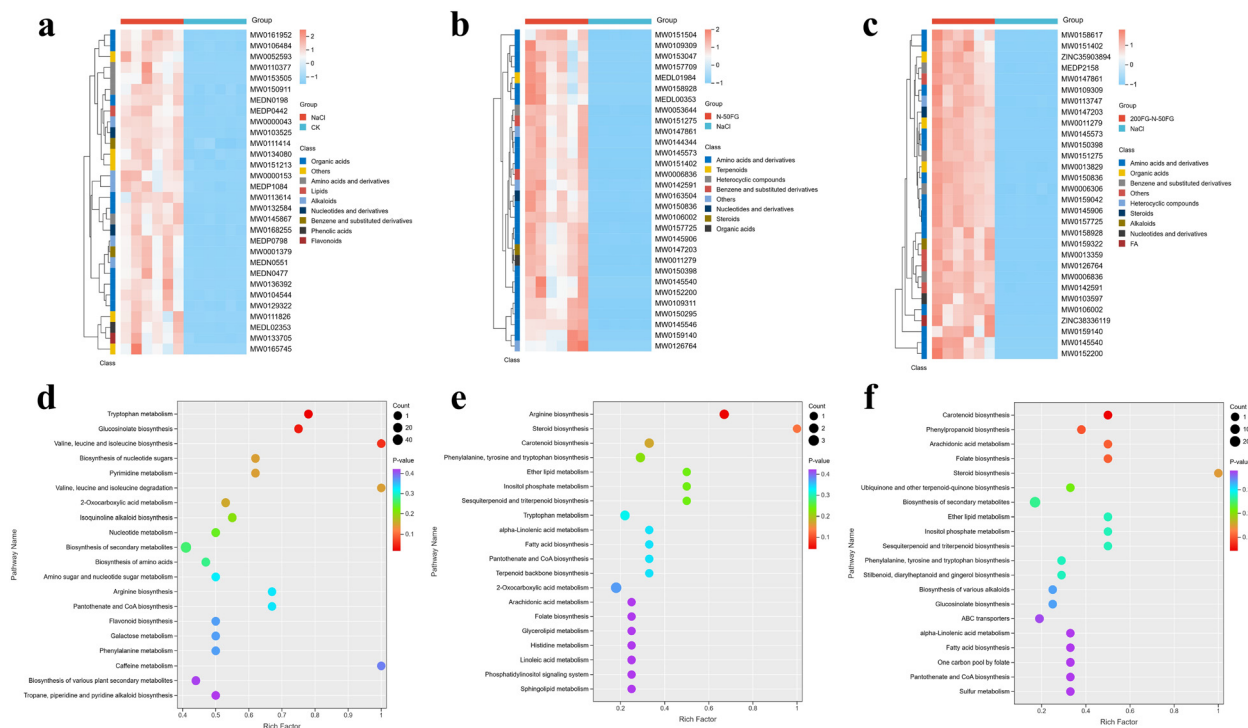 a
Group
MW0161952
MW0106484
MW0052593
MW0110377
MW0153505
MW0150911
MEDN0198
MEDP0442
MW0000043
MW0103525
MW0111414
MW0134080
MW0151213
MW0000153
MEDP1084
MW0113614
MW0132584
MW0145867
MW0168255
MEDP0798
MW0001379
MEDN0551
MEDN0477
MW0136392
MW0104544
MW0129322
MW0111826
MEDL02353
MW0133705
MW0165745
Class
2
1
0
−1
Group
NaCl
CK
Class
Organic acids
Others
Amino acids and derivatives
Lipids
Alkaloids
Nucleotides and derivatives
Benzene and substituted derivatives
Phenolic acids
Flavonoids
b
Group
MW0151504
MW0109309
MW0153047
MW0157709
MEDL01984
MW0158928
MEDL00353
MW0053644
MW0151275
MW0147861
MW0144344
MW0145573
MW0151402
MW0006836
MW0142591
MW0163504
MW0150836
MW0106002
MW0157725
MW0145906
MW0147203
MW0011279
MW0150398
MW0145540
MW0152200
MW0109311
MW0150295
MW0145546
MW0159140
MW0126764
Class
2
1
0
−1
Group
N-50FG
NaCl
Class
Amino acids and derivatives
Terpenoids
Heterocyclic compounds
Benzene and substituted derivatives
Others
Nucleotides and derivatives
Steroids
Organic acids
c
Group
MW0158617
MW0151402
ZINC35903894
MEDP2158
MW0147861
MW0109309
MW0113747
MW0147203
MW0011279
MW0145573
MW0150398
MW0151275
MW0013829
MW0150836
MW0006306
MW0159042
MW0145906
MW0157725
MW0158928
MW0159322
MW0013359
MW0126764
MW0006836
MW0142591
MW0103597
MW0106002
ZINC38336119
MW0159140
MW0145540
MW0152200
Class
1
0
−1
Group
200FG-N-50FG
NaCl
Class
Amino acids and derivatives
Organic acids
Benzene and substituted derivatives
Others
Heterocyclic compounds
Steroids
Alkaloids
Nucleotides and derivatives
FA
d
Pathway Name
Tryptophan metabolism
Glucosinolate biosynthesis
Valine, leucine and isoleucine biosynthesis
Biosynthesis of nucleotide sugars
Pyrimidine metabolism
Valine, leucine and isoleucine degradation
2-Oxocarboxylic acid metabolism
Isoquinoline alkaloid biosynthesis
Nucleotide metabolism
Biosynthesis of secondary metabolites
Biosynthesis of amino acids
Amino sugar and nucleotide sugar metabolism
Arginine biosynthesis
Pantothenate and CoA biosynthesis
Flavonoid biosynthesis
Galactose metabolism
Phenylalanine metabolism
Caffeine metabolism
Biosynthesis of various plant secondary metabolites
Tropane, piperidine and pyridine alkaloid biosynthesis
0.4 0.5 0.6 0.7 0.8 0.9 1
Rich Factor
Count
1
20
40
P-value
0.4
0.3
0.2
0.1
e
Pathway Name
Arginine biosynthesis
Steroid biosynthesis
Carotenoid biosynthesis
Phenylalanine, tyrosine and tryptophan biosynthesis
Ether lipid metabolism
Inositol phosphate metabolism
Sesquiterpenoid and triterpenoid biosynthesis
Tryptophan metabolism
alpha-Linolenic acid metabolism
Fatty acid biosynthesis
Pantothenate and CoA biosynthesis
Terpenoid backbone biosynthesis
2-Oxocarboxylic acid metabolism
Arachidonic acid metabolism
Folate biosynthesis
Glycerolipid metabolism
Histidine metabolism
Linoleic acid metabolism
Phosphatidylinositol signaling system
Sphingolipid metabolism
0.2 0.4 0.6 0.8 1
Rich Factor
Count
1
2
3
P-value
0.4
0.3
0.2
0.1
f
Pathway Name
Carotenoid biosynthesis
Phenylpropanoid biosynthesis
Arachidonic acid metabolism
Folate biosynthesis
Steroid biosynthesis
Ubiquinone and other terpenoid-quinone biosynthesis
Biosynthesis of secondary metabolites
Ether lipid metabolism
Inositol phosphate metabolism
Sesquiterpenoid and triterpenoid biosynthesis
Phenylalanine, tyrosine and tryptophan biosynthesis
Stilbenoid, diarylheptanoid and gingerol biosynthesis
Biosynthesis of various alkaloids
Glucosinolate biosynthesis
ABC transporters
alpha-Linolenic acid metabolism
Fatty acid biosynthesis
One carbon pool by folate
Pantothenate and CoA biosynthesis
Sulfur metabolism
0.2 0.4 0.6 0.8 1
Rich Factor
Count
1
10
20
P-value